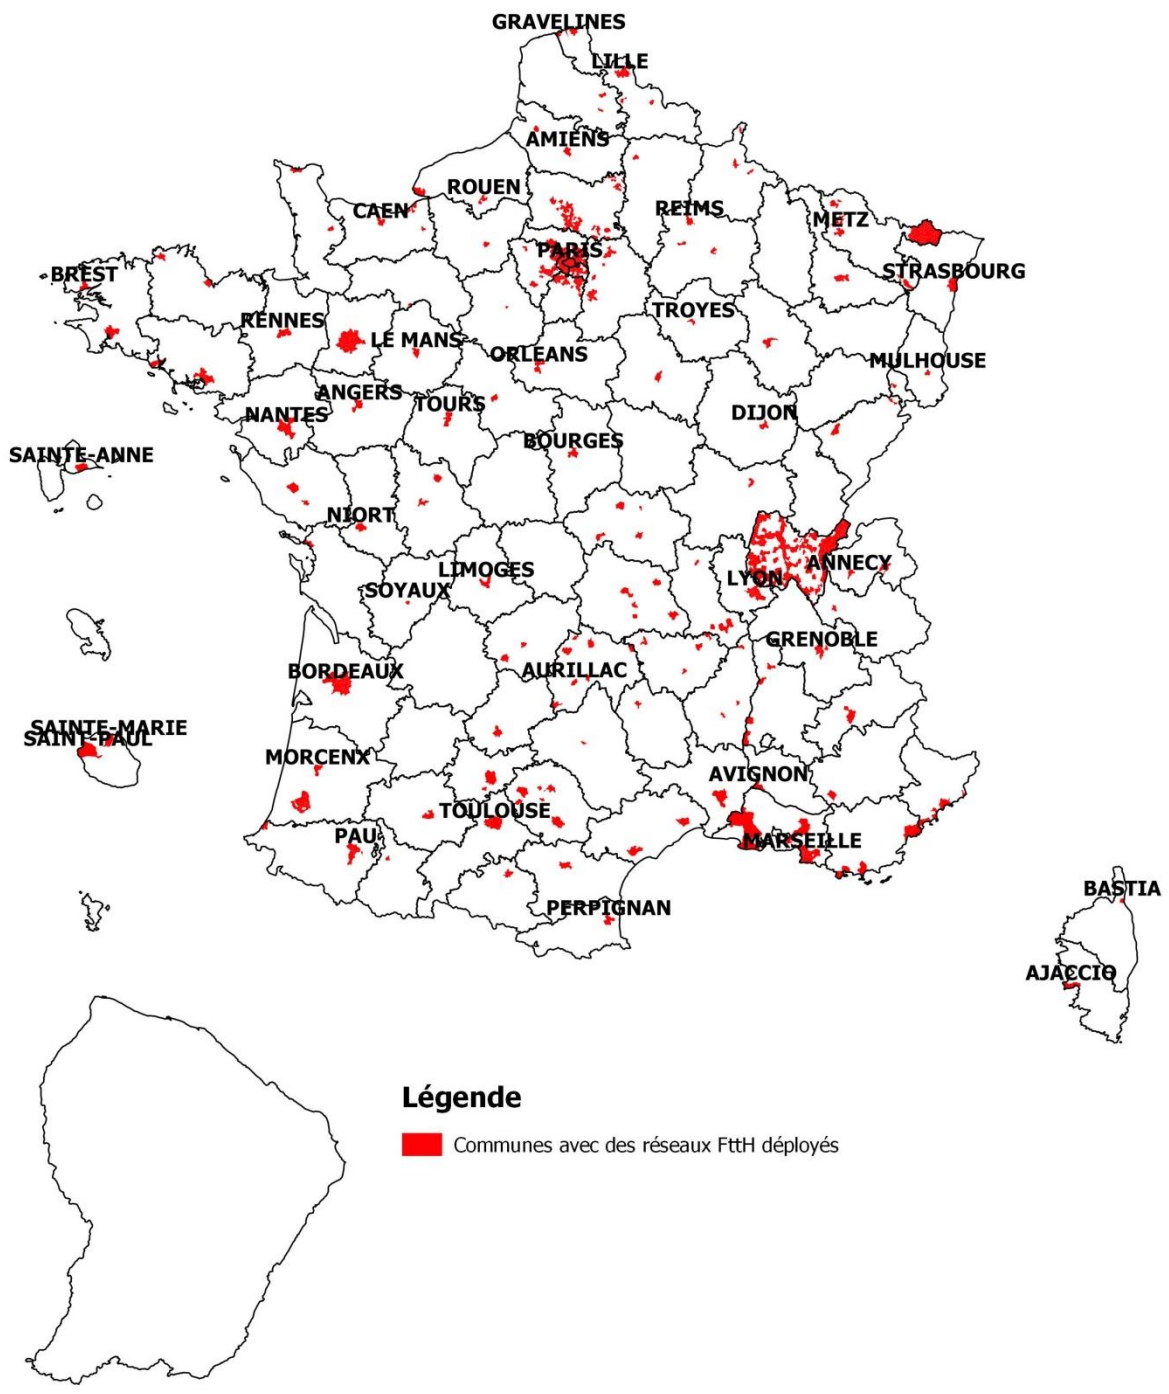 GRAVELINES
LILLE
AMIENS
ROUEN
CAEN
REIMS
METZ
PARIS
STRASBOURG
BREST
TROYES
RENNES
LE MANS
ORLEANS
MULHOUSE
ANGERS
TOURS
NANTES
DIJON
BOURGES
SAINTE-ANNE
NIORT
ANNECY
LIMOGES
LYON
SOYAUX
GRENOBLE
BORDEAUX
AURILLAC
SAINTE-MARIE
SAINT-PAUL
MORCENX
AVIGNON
TOULOUSE
PAU
MARSEILLE
BASTIA
PERPIGNAN
AJACCIO
Légende
Communes avec des réseaux FttH déployés